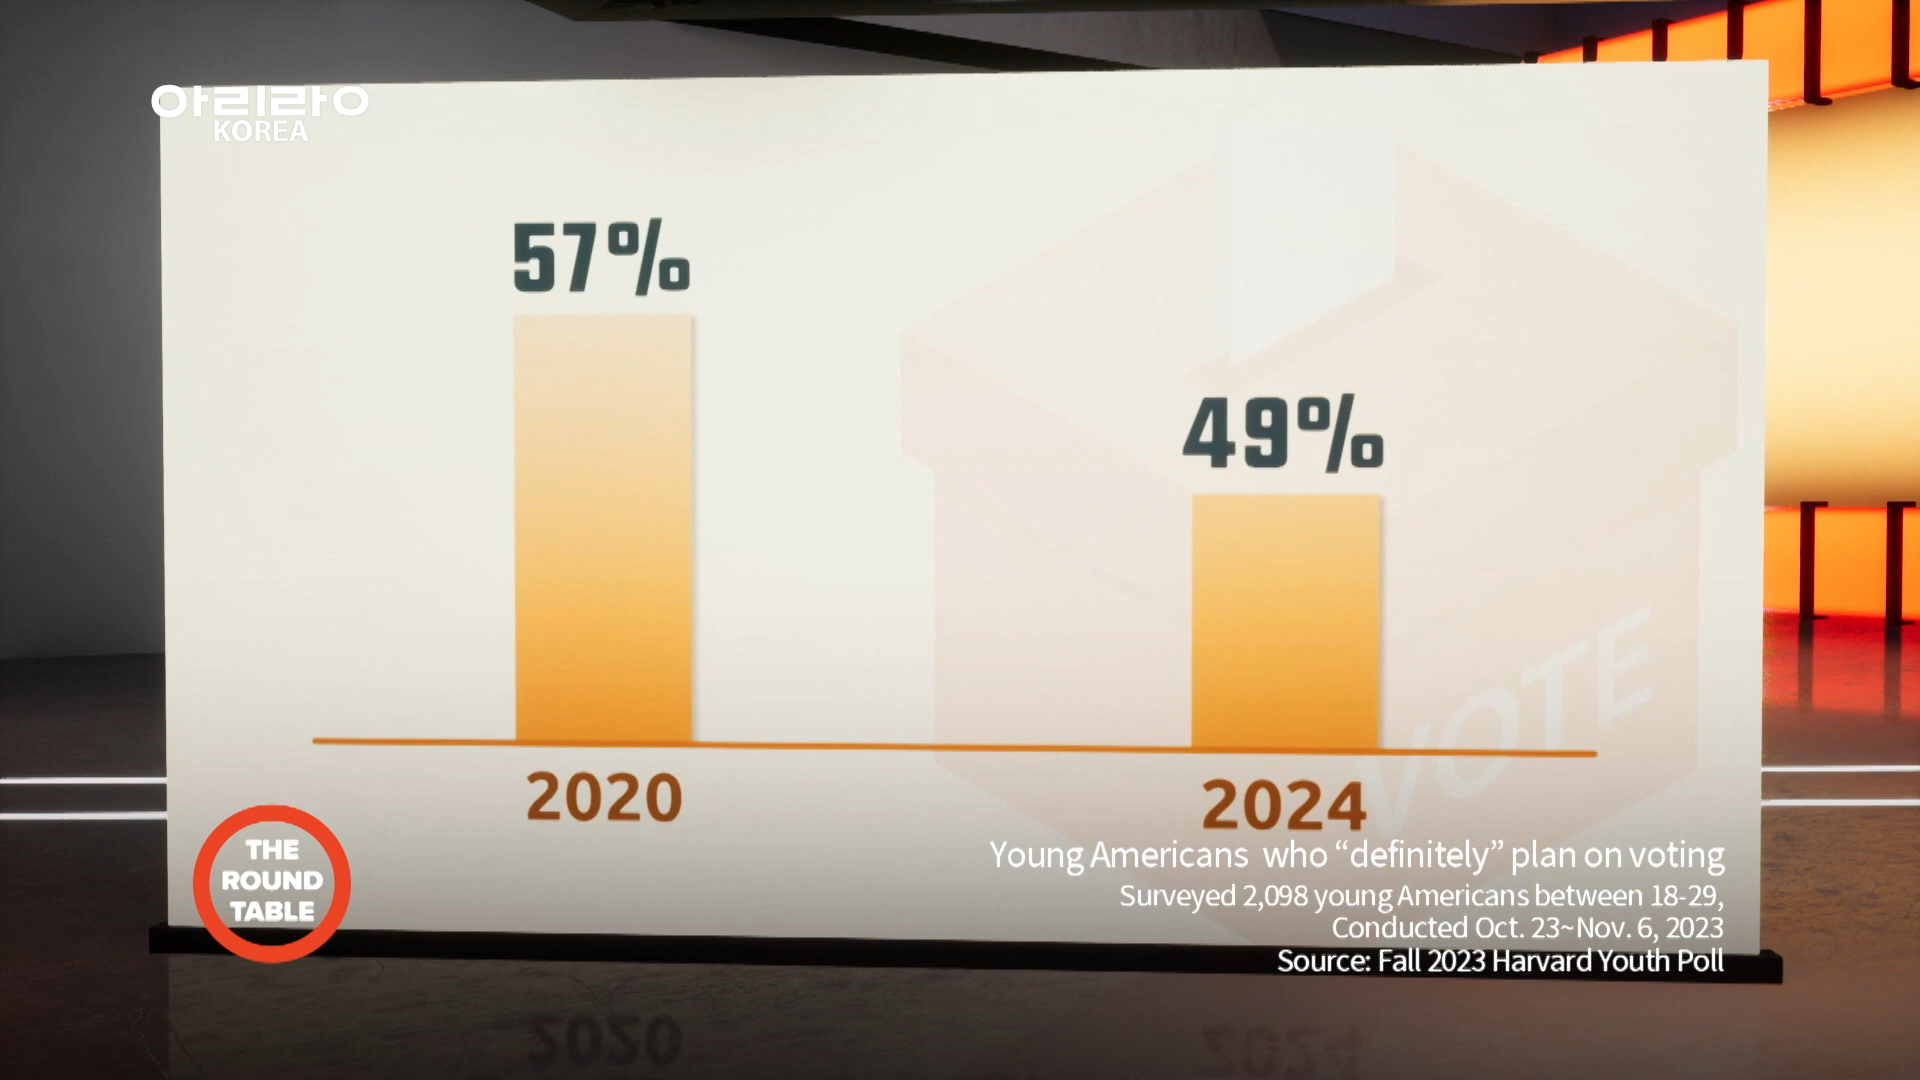 아리랑
KOREA
57%
49%
2020
2024
VOTE
THE
ROUND
TABLE
Young Americans who “definitely” plan on voting
Surveyed 2,098 young Americans between 18-29,
Conducted Oct. 23~Nov. 6, 2023
Source: Fall 2023 Harvard Youth Poll
2020
2024